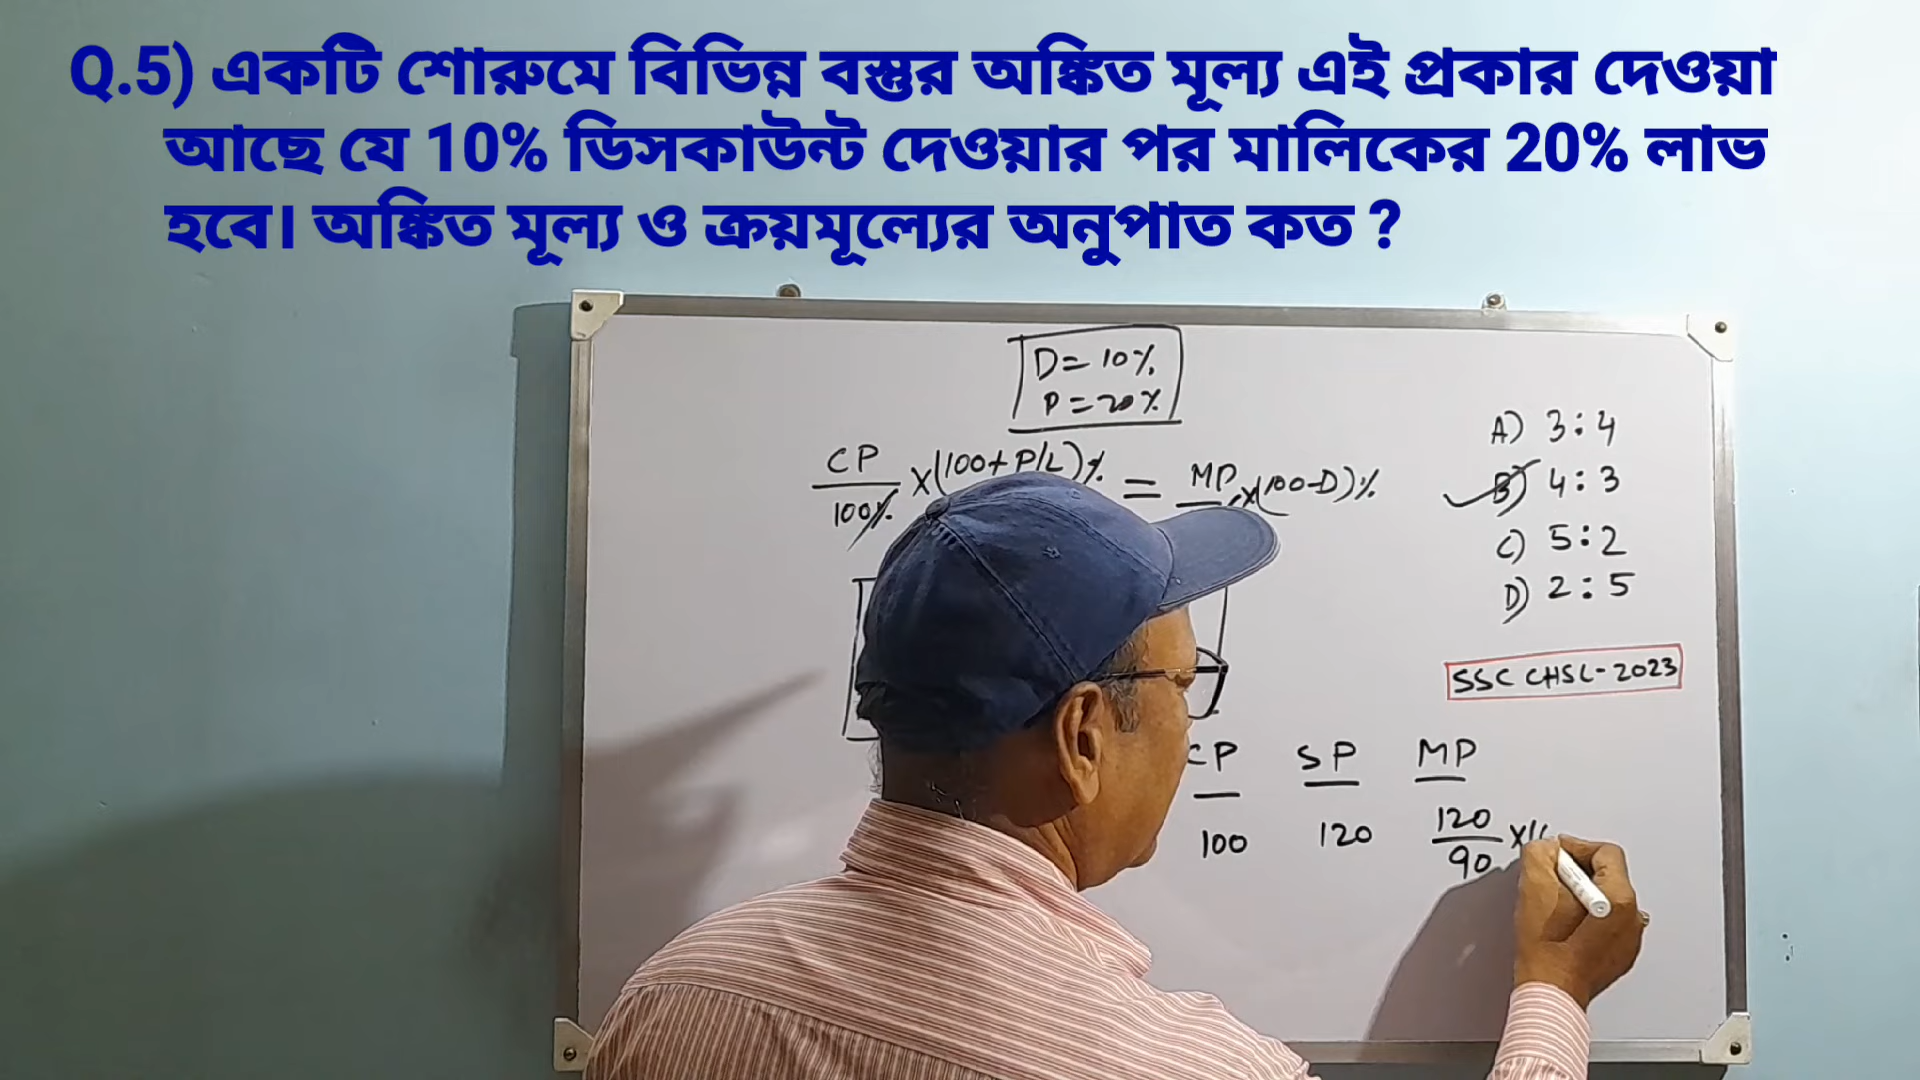 Q.5) একটি শোরুমে বিভিন্ন বস্তুর অঙ্কিত মূল্য এই প্রকার দেওয়া
আছে যে 10% ডিসকাউন্ট দেওয়ার পর মালিকের 20% লাভ
হবে। অঙ্কিত মূল্য ও ক্রয়মূল্যের অনুপাত কত ?
D = 10%
P = 20%
CP/100% x (100 + P/L)% = MP x (100-D)%
A) 3:4
B) 4:3
C) 5:2
D) 2:5
SSC CHSL-2023
CP SP MP
100 120 120/90 x